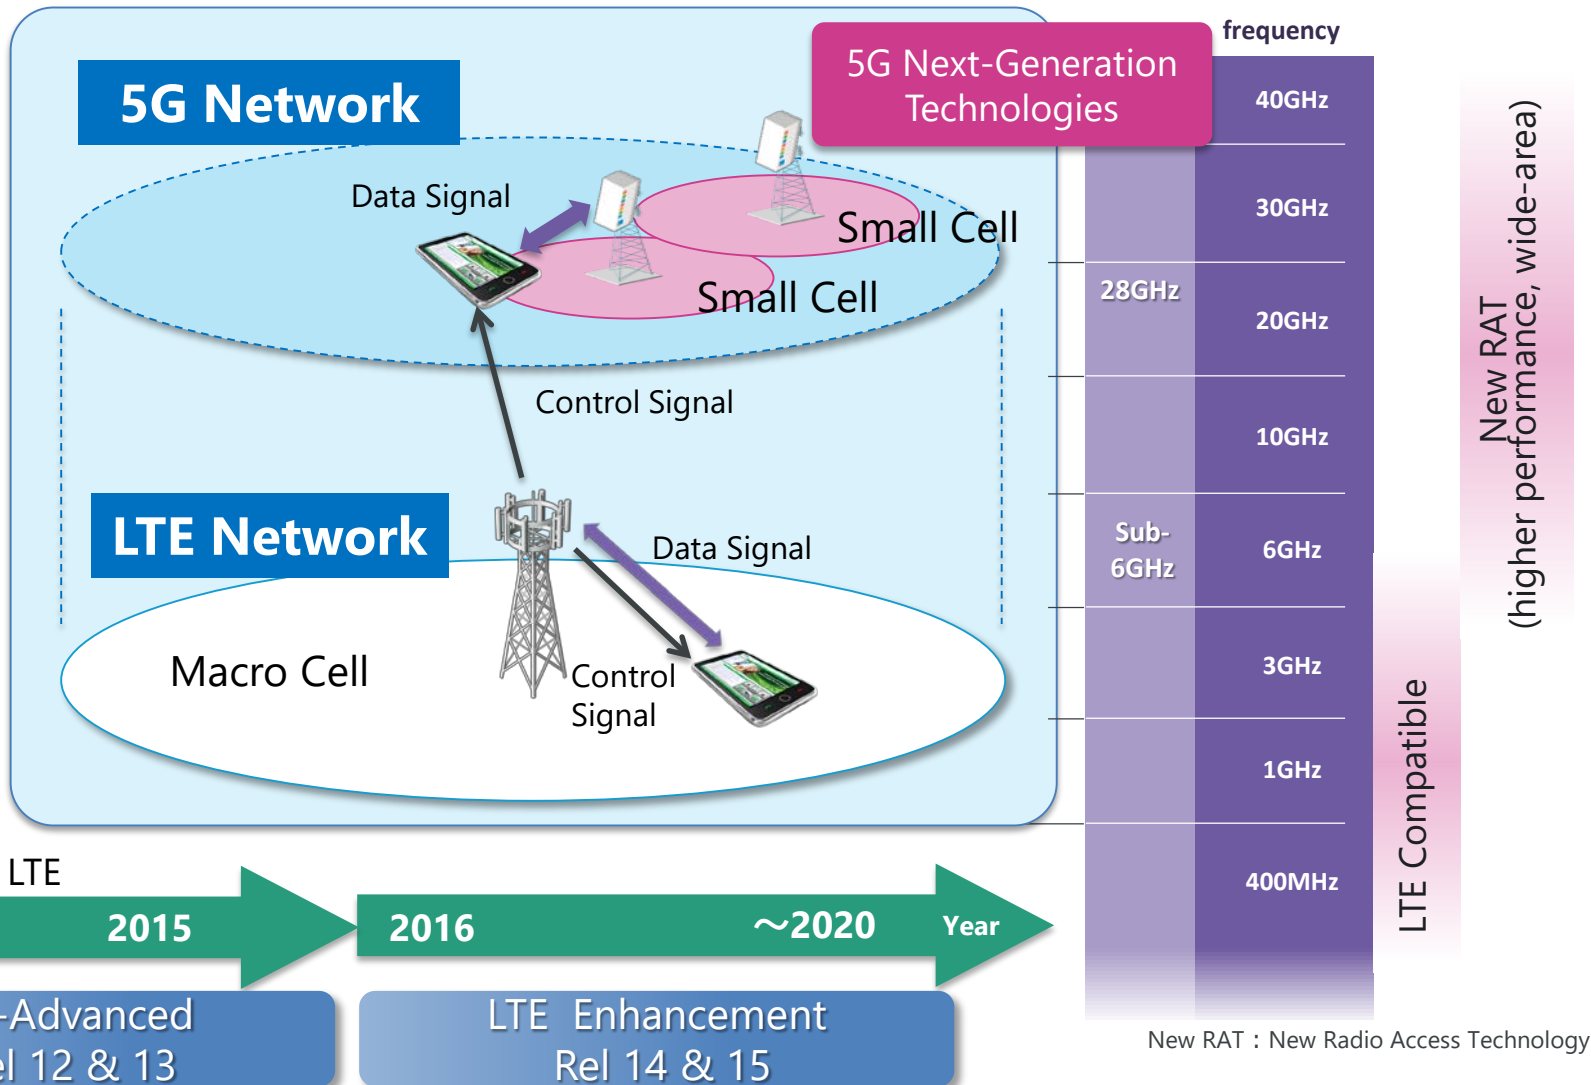 frequency
5G Next-Generation
Technologies
5G Network
Data Signal
Small Cell
Small Cell
Control Signal
LTE Network
Data Signal
Macro Cell
Control
Signal
40GHz
30GHz
28GHz
20GHz
10GHz
Sub-
6GHz
6GHz
3GHz
1GHz
400MHz
New RAT
(higher performance, wide-area)
LTE Compatible
LTE
2015
2016
～2020
Year
-Advanced
el 12 & 13
LTE Enhancement
Rel 14 & 15
New RAT：New Radio Access Technology